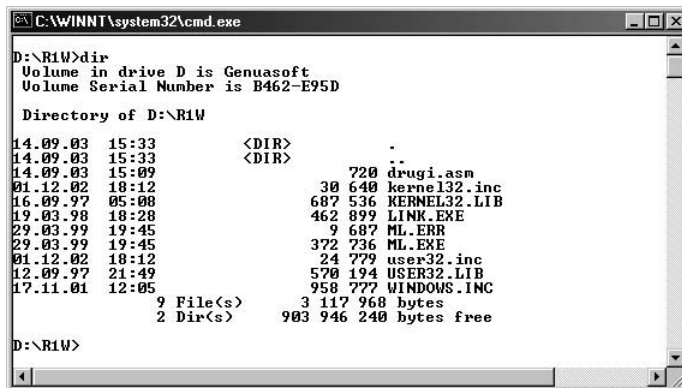 C:\WINNT\system32\cmd.exe
D:\R1W>dir
 Volume in drive D is Genuasoft
 Volume Serial Number is B462-E95D
 Directory of D:\R1W
14.09.03  15:33       <DIR>          .
14.09.03  15:33       <DIR>          ..
14.09.03  15:09                  720 drugi.asm
01.12.02  18:12               30 640 kernel32.inc
16.09.97  05:08              687 536 KERNEL32.LIB
19.03.98  18:28              462 899 LINK.EXE
29.03.99  19:45                9 687 ML.ERR
29.03.99  19:45              372 736 ML.EXE
01.12.02  18:12               24 779 user32.inc
12.09.97  21:49              570 194 USER32.LIB
17.11.01  12:05              958 777 WINDOWS.INC
               9 File(s)      3 117 968 bytes
               2 Dir(s)     903 946 240 bytes free
D:\R1W>